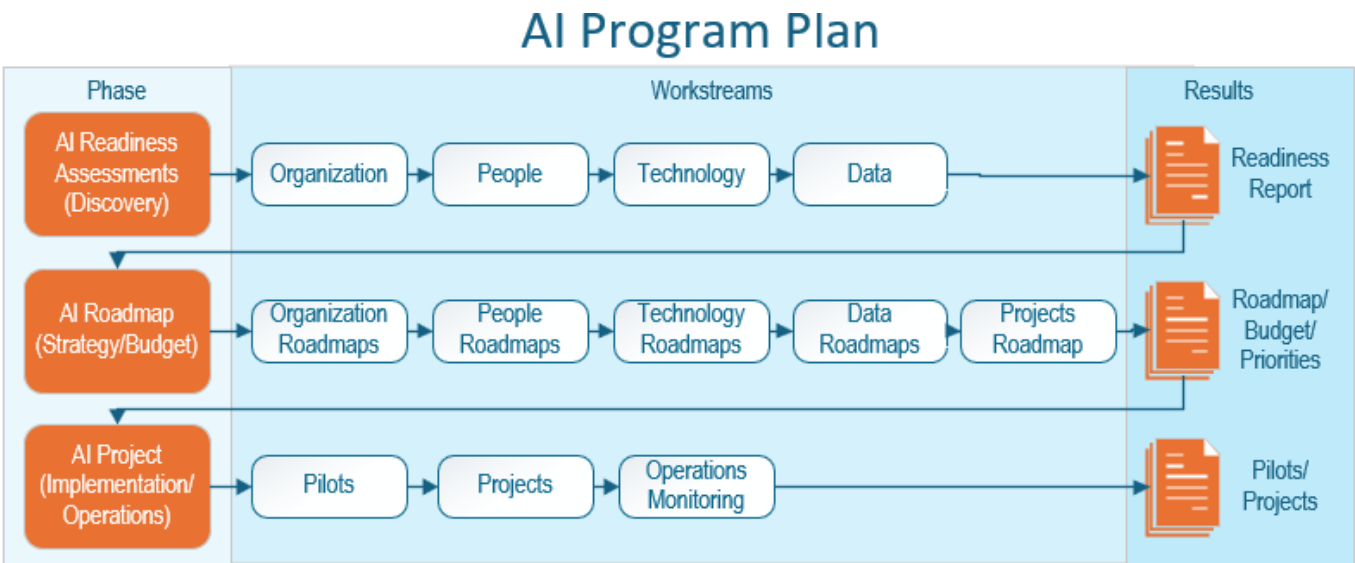 AI Program Plan
Phase
Workstreams
Results
AI Readiness
Assessments
(Discovery)
Organization
People
Technology
Data
Readiness
Report
AI Roadmap
(Strategy/Budget)
Organization
Roadmaps
People
Roadmaps
Technology
Roadmaps
Data
Roadmaps
Projects
Roadmap
Roadmap/
Budget/
Priorities
AI Project
(Implementation/
Operations)
Pilots
Projects
Operations
Monitoring
Pilots/
Projects